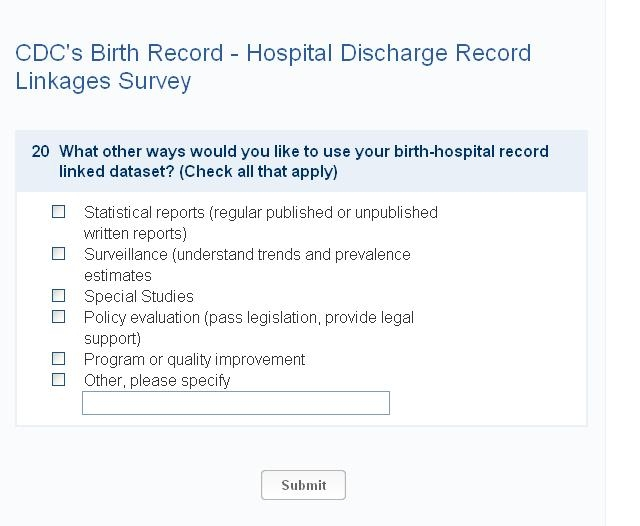 CDC's Birth Record - Hospital Discharge Record
Linkages Survey
20 What other ways would you like to use your birth-hospital record
linked dataset? (Check all that apply)
Statistical reports (regular published or unpublished
written reports)
Surveillance (understand trends and prevalence
estimates
Special Studies
Policy evaluation (pass legislation, provide legal
support)
Program or quality improvement
Other, please specify
Submit